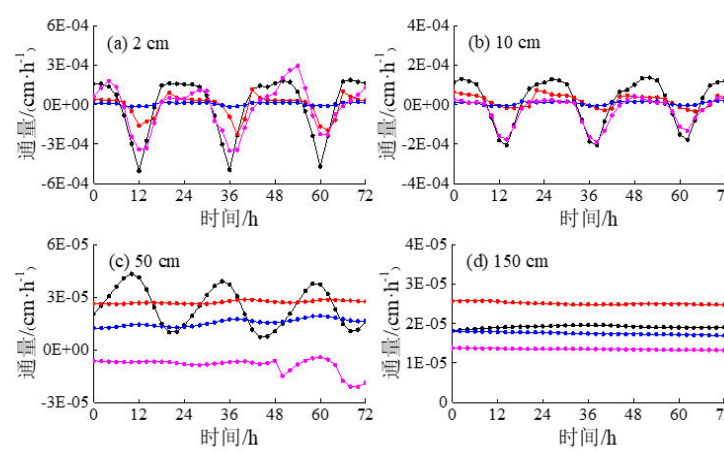 6E-04
3E-04
0E+00
-3E-04
-6E-04
通量/(cm·h⁻¹)
(a) 2 cm
0 12 24 36 48 60 72
时间/h
4E-04
2E-04
0E+00
-2E-04
-4E-04
通量/(cm·h⁻¹)
(b) 10 cm
0 12 24 36 48 60 7
时间/h
6E-05
3E-05
0E+00
-3E-05
通量/(cm·h⁻¹)
(c) 50 cm
0 12 24 36 48 60 72
时间/h
4E-05
3E-05
2E-05
1E-05
0
通量/(cm·h⁻¹)
(d) 150 cm
0 12 24 36 48 60 7
时间/h